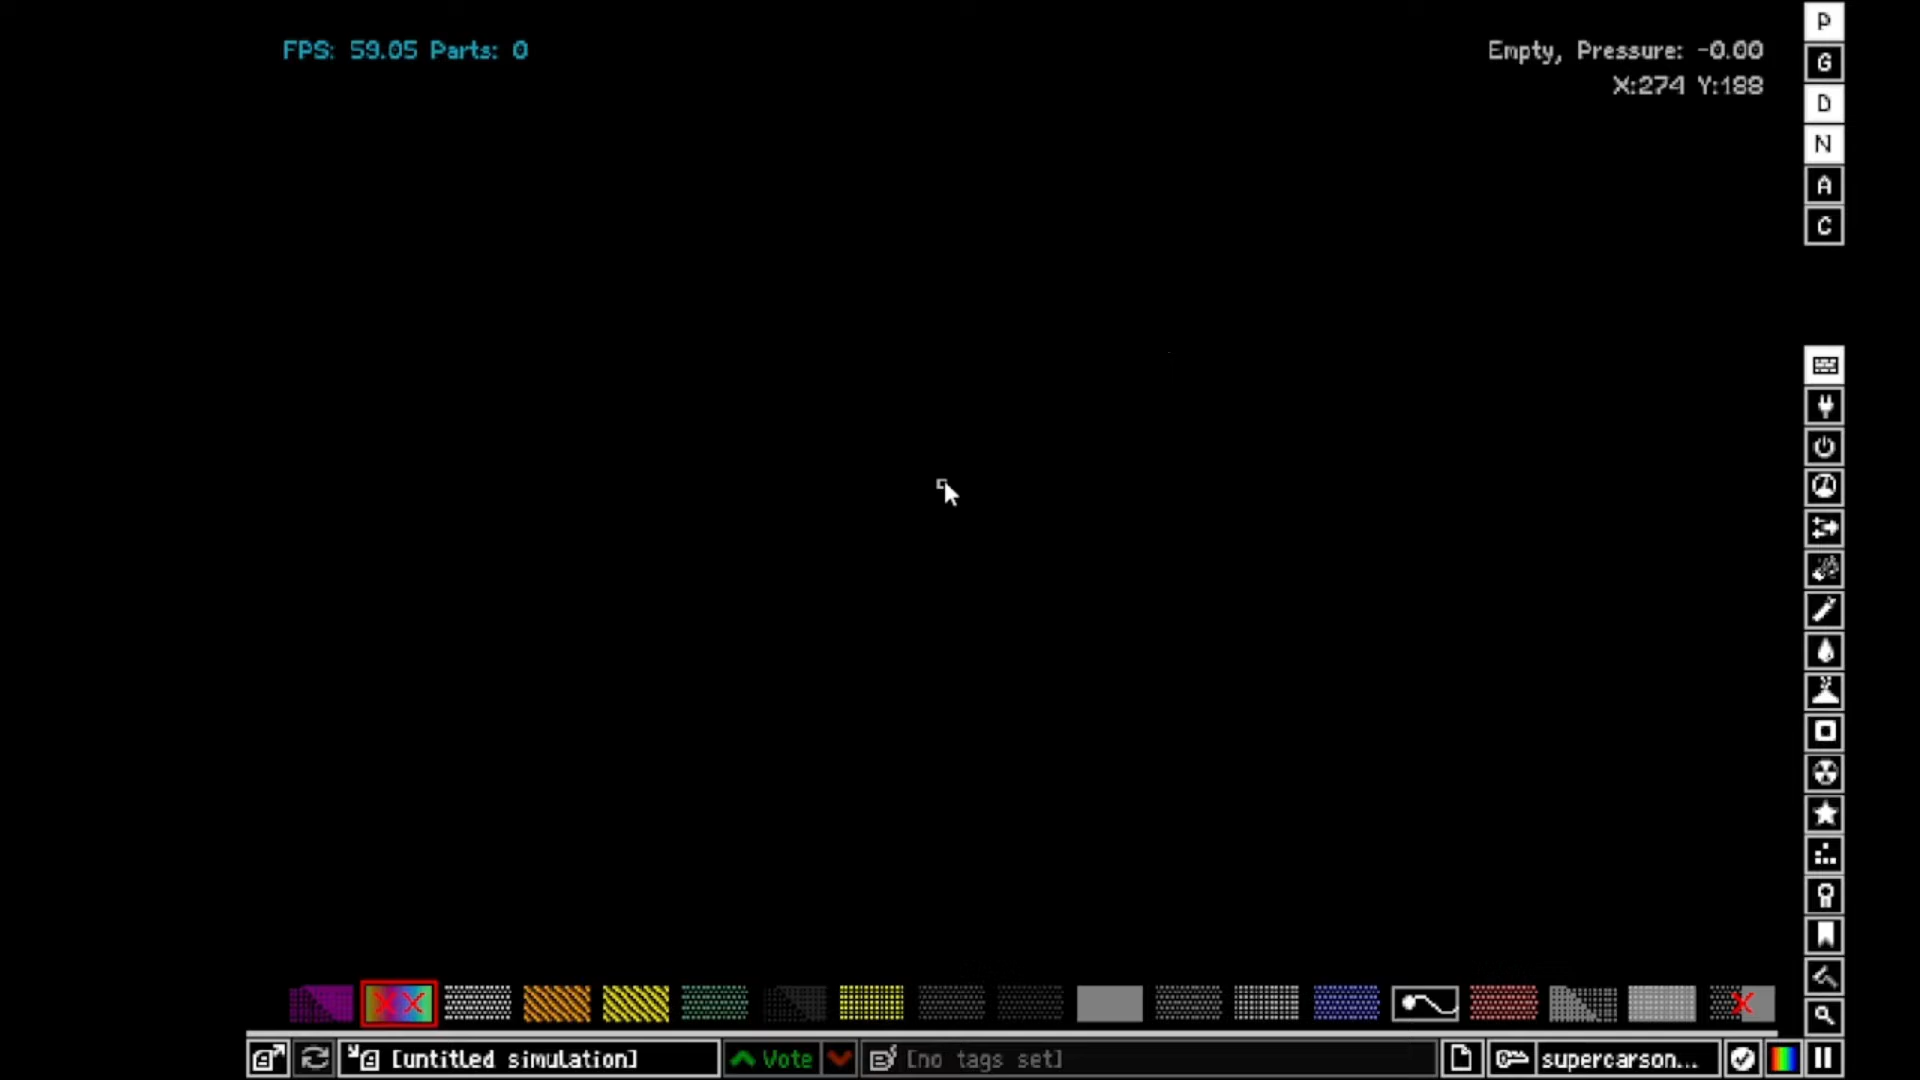 FPS: 59.05 Parts: 0
Empty, Pressure: -0.00
X:274 Y:188
P
G
D
N
A
C
[untitled simulation]
Vote
[no tags set]
supercarson...